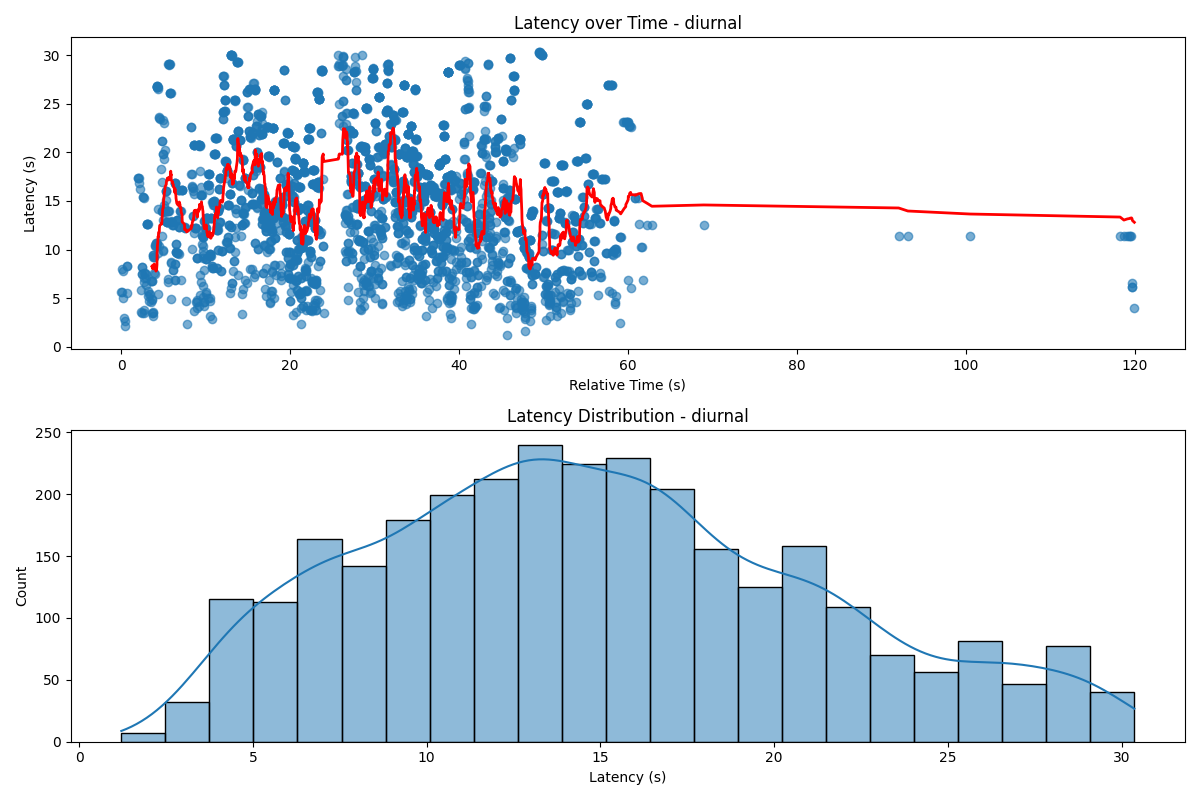 Latency over Time - diurnal
30
25
20
15
10
5
0
Latency (s)
0 20 40 60 80 100 120
Relative Time (s)
Latency Distribution - diurnal
250
200
150
100
50
0
Count
0 5 10 15 20 25 30
Latency (s)